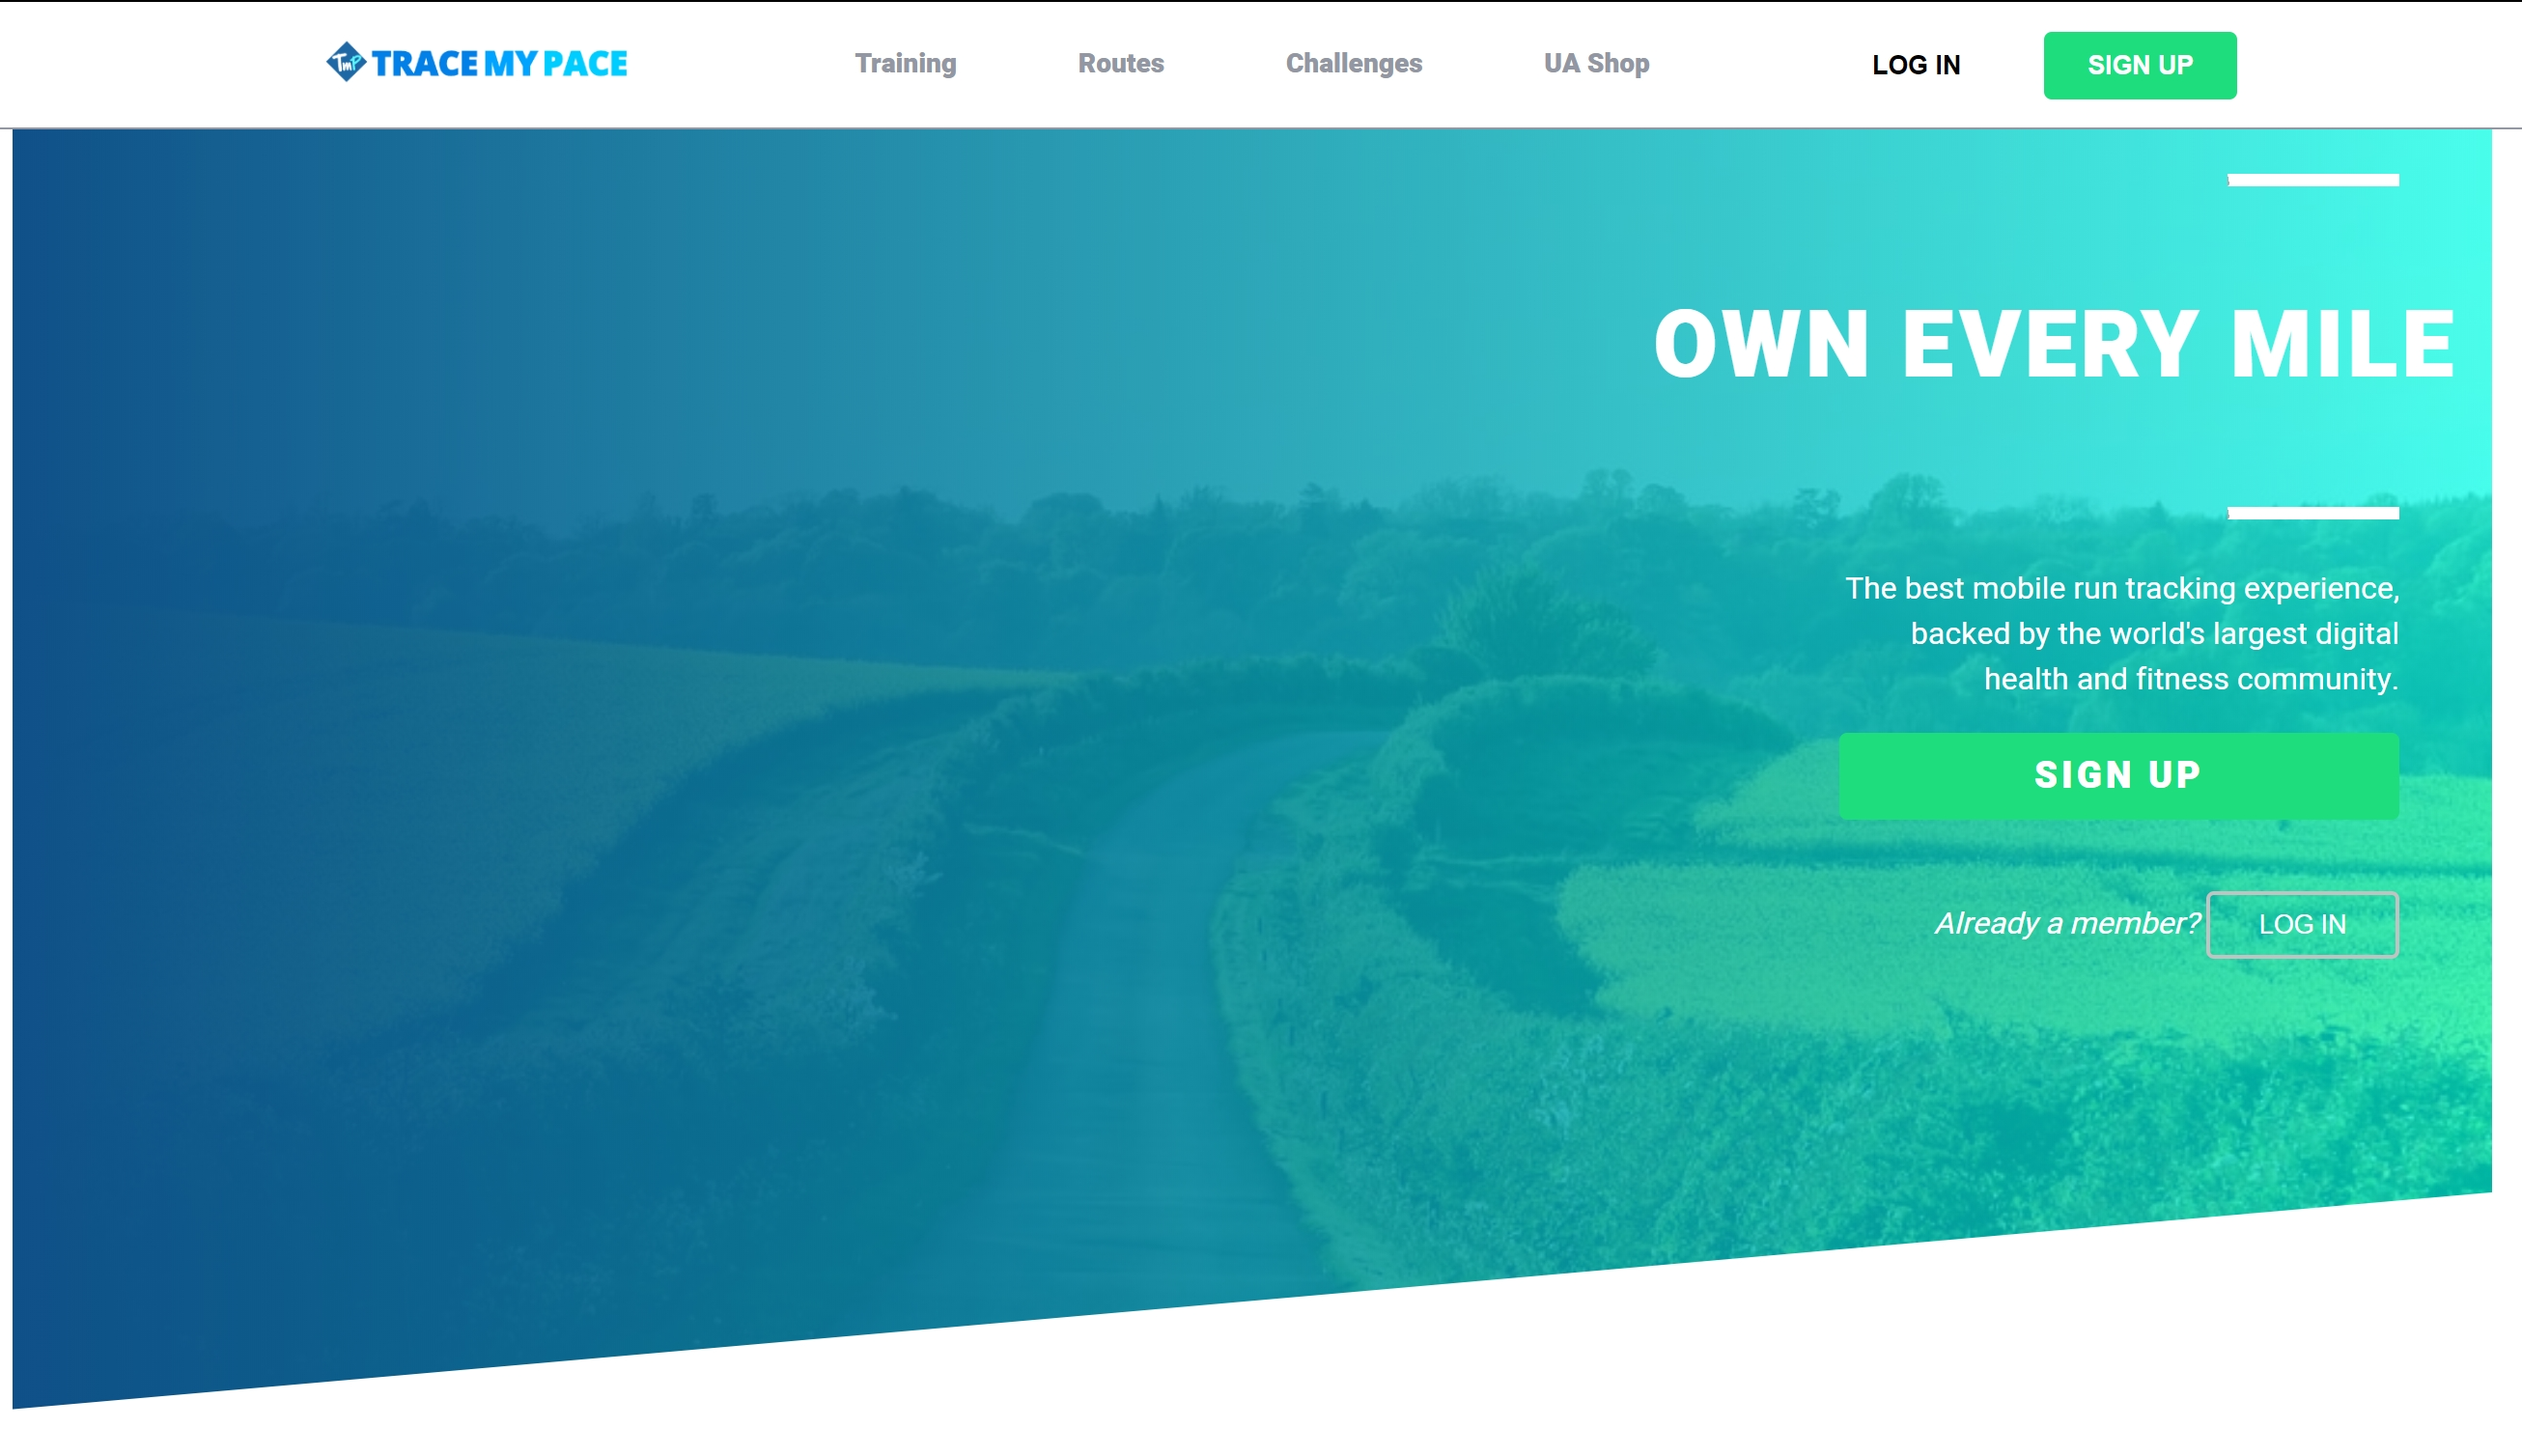 TmP TRACE MY PACE
Training Routes Challenges UA Shop LOG IN SIGN UP
OWN EVERY MILE
The best mobile run tracking experience,
backed by the world's largest digital
health and fitness community.
SIGN UP
Already a member? LOG IN